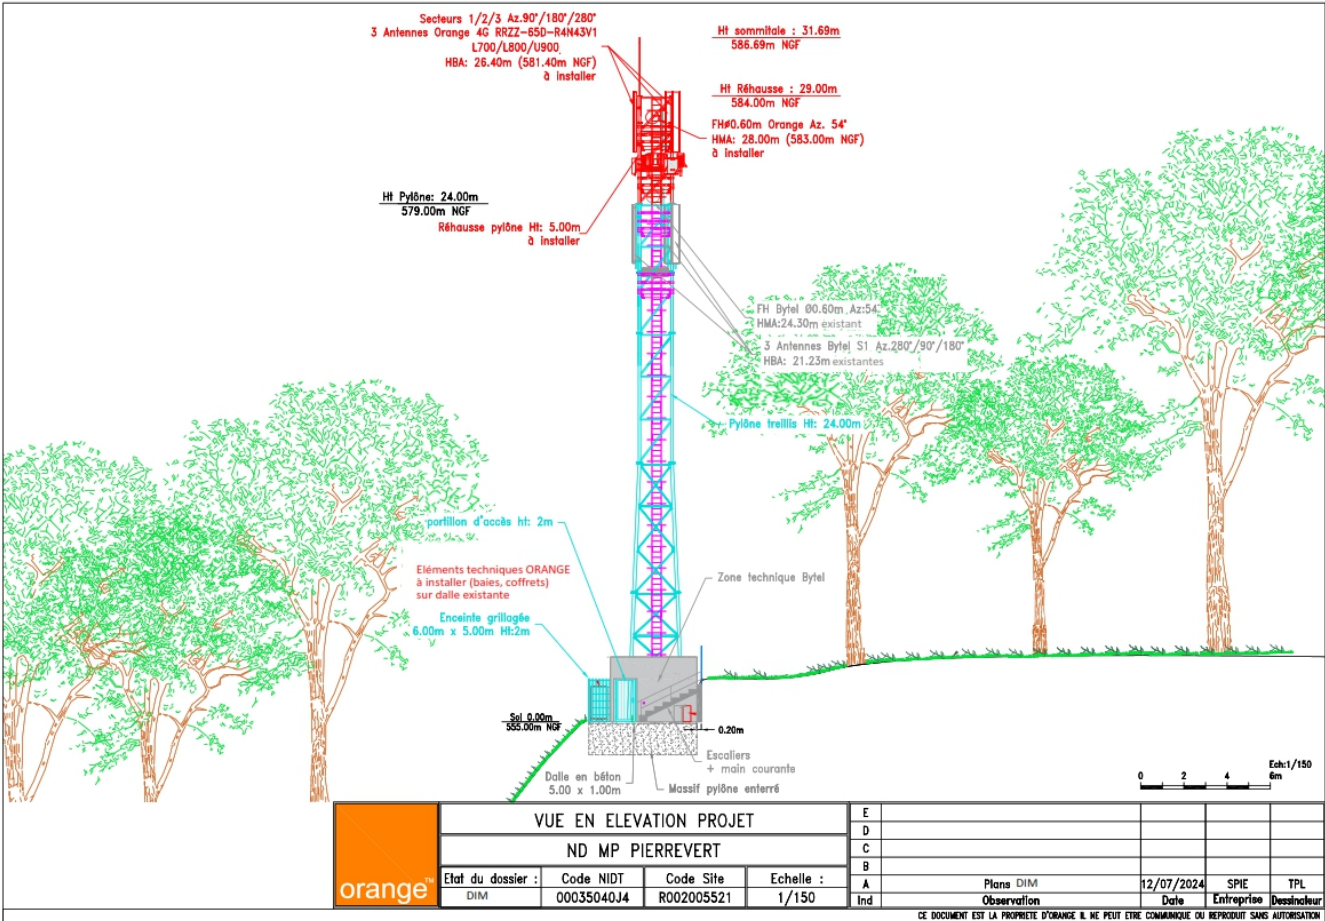 Secteurs 1/2/3 Az.90°/180°/280°
3 Antennes Orange 4G RRZZ-65D-R4N43V1
L700/L800/U900
HBA: 26.40m (581.40m NGF)
à installer
Ht sommitale : 31.69m
586.69m NGF
Ht Réhausse : 29.00m
584.00m NGF
FHØ0.60m Orange Az. 54°
HMA: 28.00m (583.00m NGF)
à installer
Ht Pylône: 24.00m
579.00m NGF
Réhausse pylône Ht: 5.00m
à installer
FH Bytel Ø0.60m Az:54°
HMA:24.30m existant
3 Antennes Bytel S1 Az.280°/90°/180°
HBA: 21.23m existantes
Pylône treillis Ht: 24.00m
portillon d'accès ht: 2m
Eléments techniques ORANGE
à installer (baies, coffrets)
sur dalle existante
Zone technique Bytel
Enceinte grillagée
6.00m x 5.00m Ht:2m
Sol 0.00m
555.00m NGF
0.20m
Escaliers
+ main courante
Dalle en béton
5.00 x 1.00m
Massif pylône enterré
Ech:1/150
0 2 4 6m
orange™
VUE EN ELEVATION PROJET
ND MP PIERREVERT
Etat du dossier : Code NIDT Code Site Echelle :
DIM 00035040J4 R002005521 1/150
E
D
C
B
A Plans DIM 12/07/2024 SPIE TPL
Ind Observation Date Entreprise Dessinateur
CE DOCUMENT EST LA PROPRIETE D'ORANGE IL NE PEUT ETRE COMMUNIQUE OU REPRODUIT SANS AUTORISATION